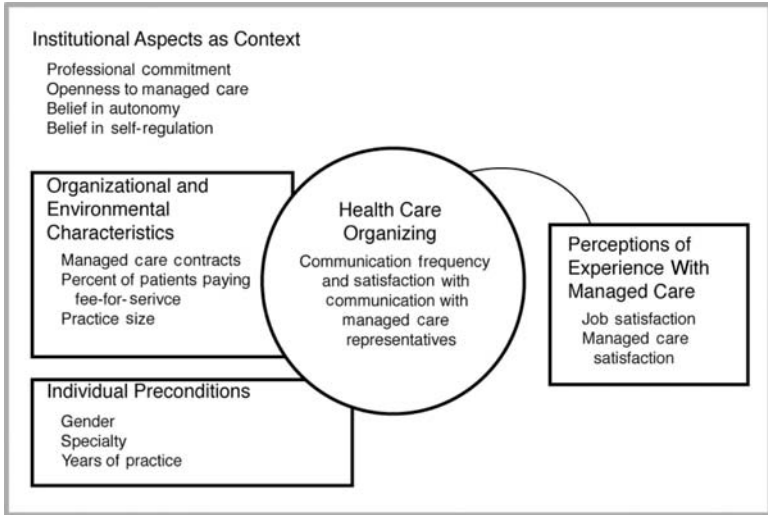 Institutional Aspects as Context
Professional commitment
Openness to managed care
Belief in autonomy
Belief in self-regulation
Organizational and
Environmental
Characteristics
Managed care contracts
Percent of patients paying
fee-for-serivce
Practice size
Individual Preconditions
Gender
Specialty
Years of practice
Health Care
Organizing
Communication frequency
and satisfaction with
communication with
managed care
representatives
Perceptions of
Experience With
Managed Care
Job satisfaction
Managed care
satisfaction